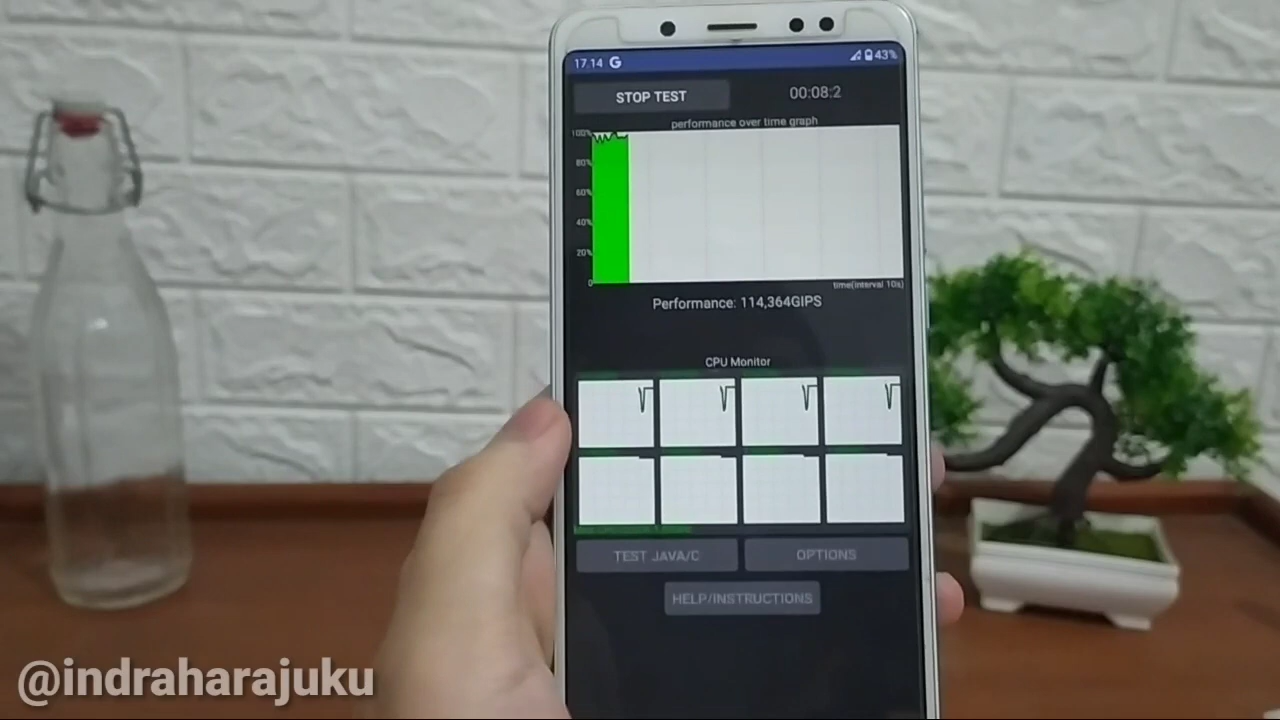 17.14 G 43%
STOP TEST 00:08:2
performance over time graph
100%
80%
60%
40%
20%
0
time(interval 10s)
Performance: 114,364GIPS
CPU Monitor
TEST JAVA/C OPTIONS
HELP/INSTRUCTIONS
@indraharajuku